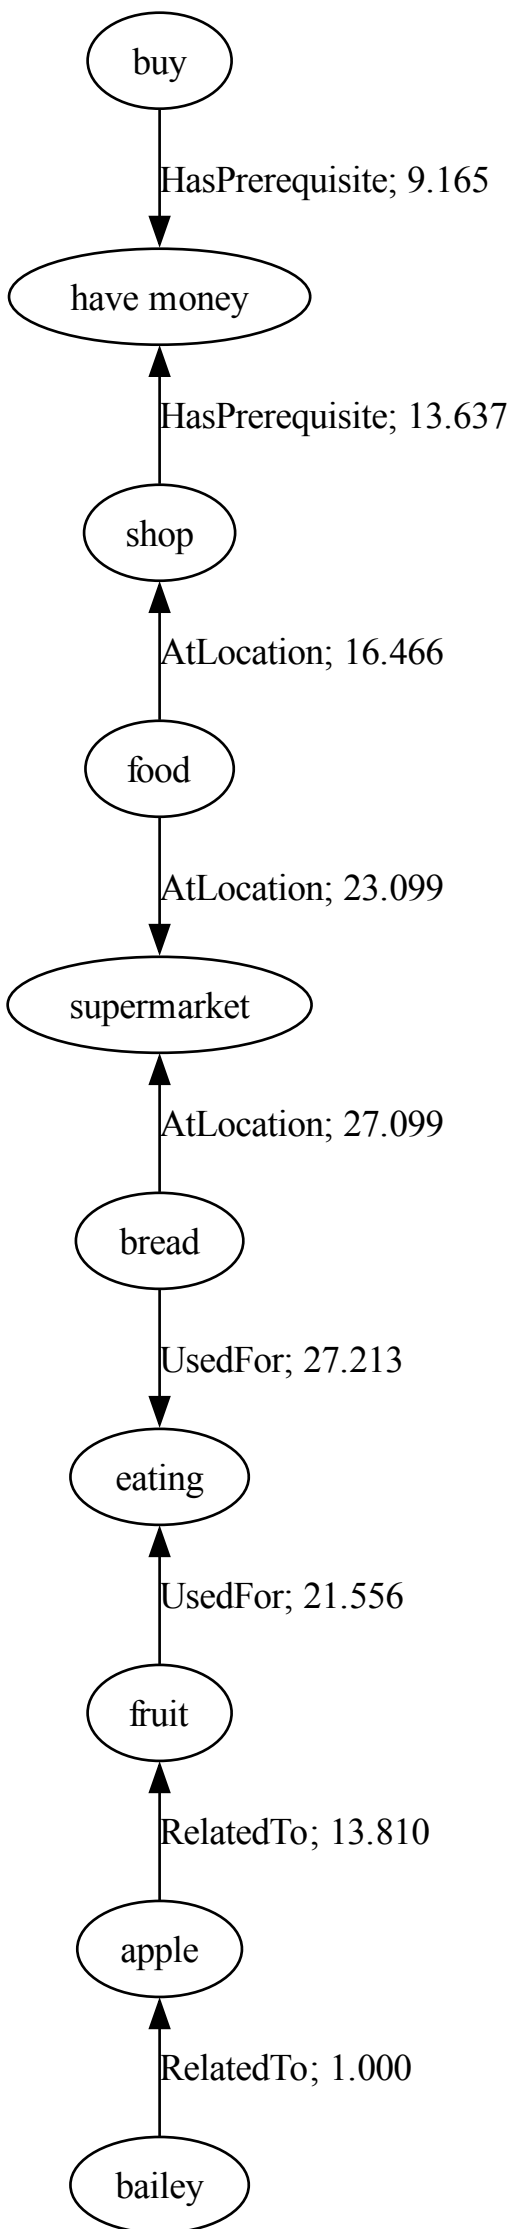 buy
HasPrerequisite; 9.165
have money
HasPrerequisite; 13.637
shop
AtLocation; 16.466
food
AtLocation; 23.099
supermarket
AtLocation; 27.099
bread
UsedFor; 27.213
eating
UsedFor; 21.556
fruit
RelatedTo; 13.810
apple
RelatedTo; 1.000
bailey